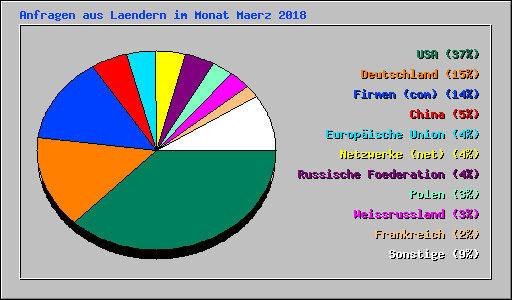 Anfragen aus Laendern im Monat Maerz 2018
USA (37%)
Deutschland (15%)
Firmen (com) (14%)
China (5%)
Europäische Union (4%)
Netzwerke (net) (4%)
Russische Foederation (4%)
Polen (3%)
Weissrussland (3%)
Frankreich (2%)
Sonstige (9%)